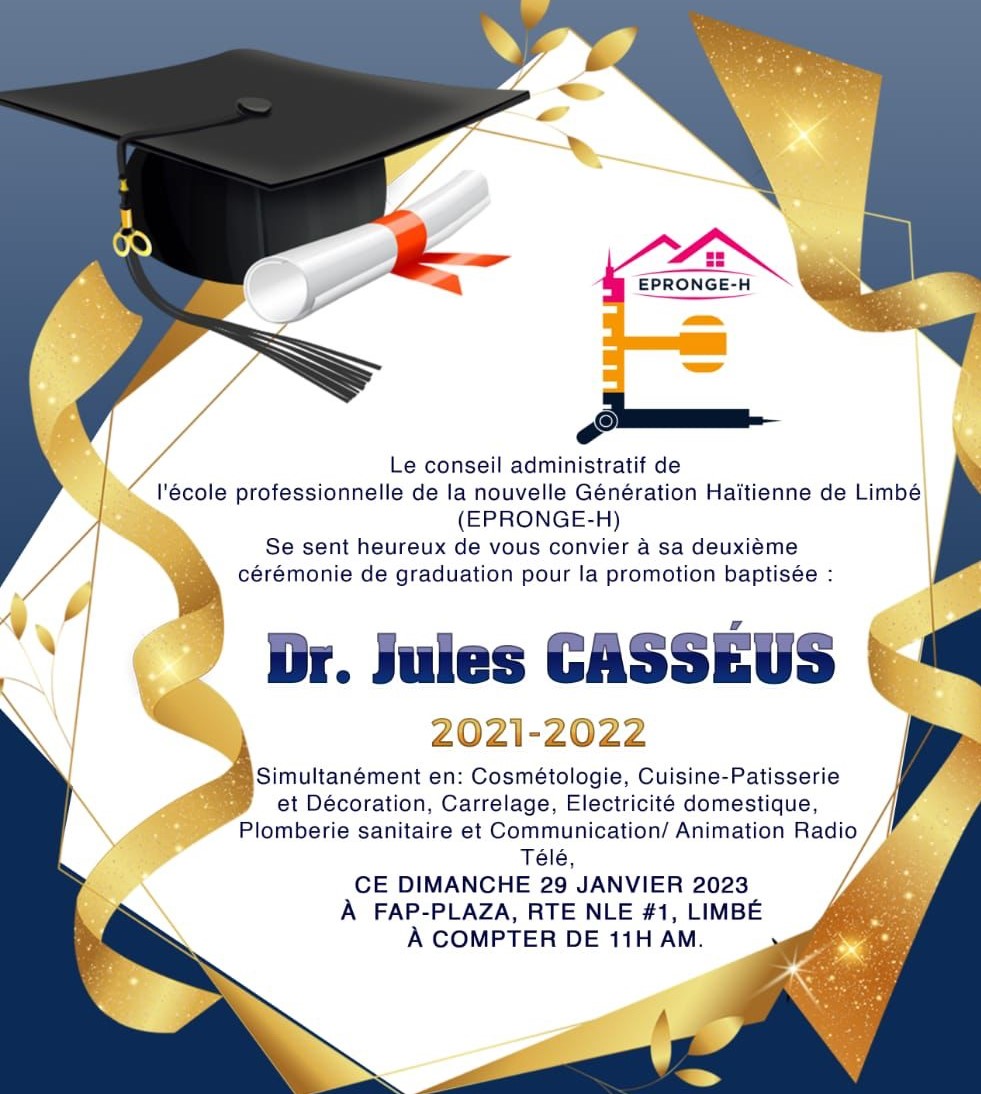 EPRONGE-H
Le conseil administratif de
l'école professionnelle de la nouvelle Génération Haïtienne de Limbé
(EPRONGE-H)
Se sent heureux de vous convier à sa deuxième
cérémonie de graduation pour la promotion baptisée :
Dr. Jules CASSÉUS
2021-2022
Simultanément en: Cosmétologie, Cuisine-Patisserie
et Décoration, Carrelage, Electricité domestique,
Plomberie sanitaire et Communication/ Animation Radio
Télé,
CE DIMANCHE 29 JANVIER 2023
À FAP-PLAZA, RTE NLE #1, LIMBÉ
À COMPTER DE 11H AM.